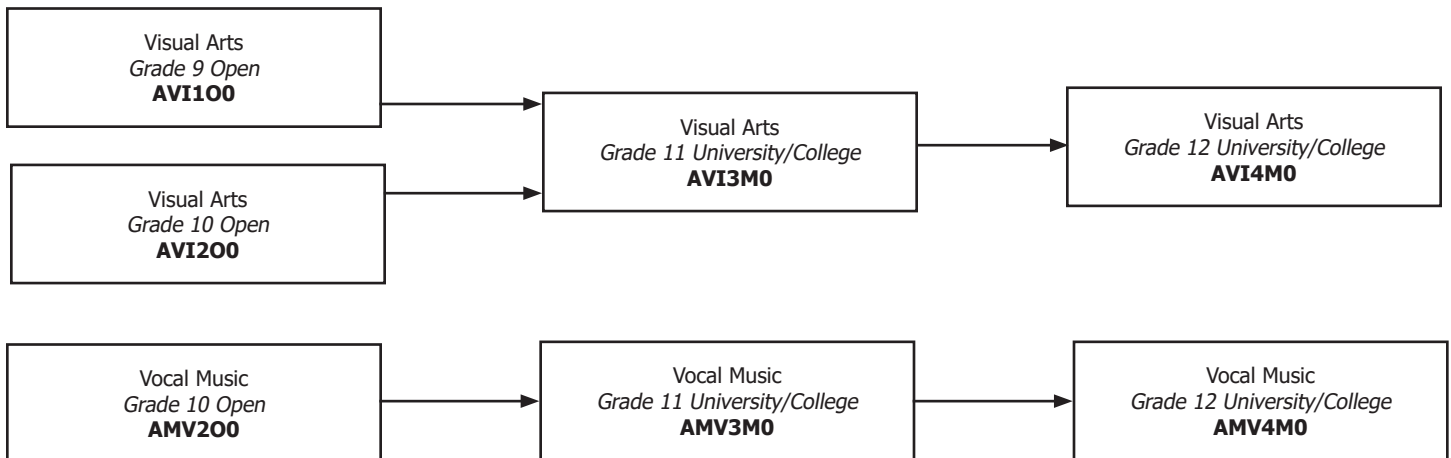 Visual Arts
Grade 9 Open
AVI1O0
Visual Arts
Grade 10 Open
AVI2O0
Visual Arts
Grade 11 University/College
AVI3M0
Visual Arts
Grade 12 University/College
AVI4M0
Vocal Music
Grade 10 Open
AMV2O0
Vocal Music
Grade 11 University/College
AMV3M0
Vocal Music
Grade 12 University/College
AMV4M0